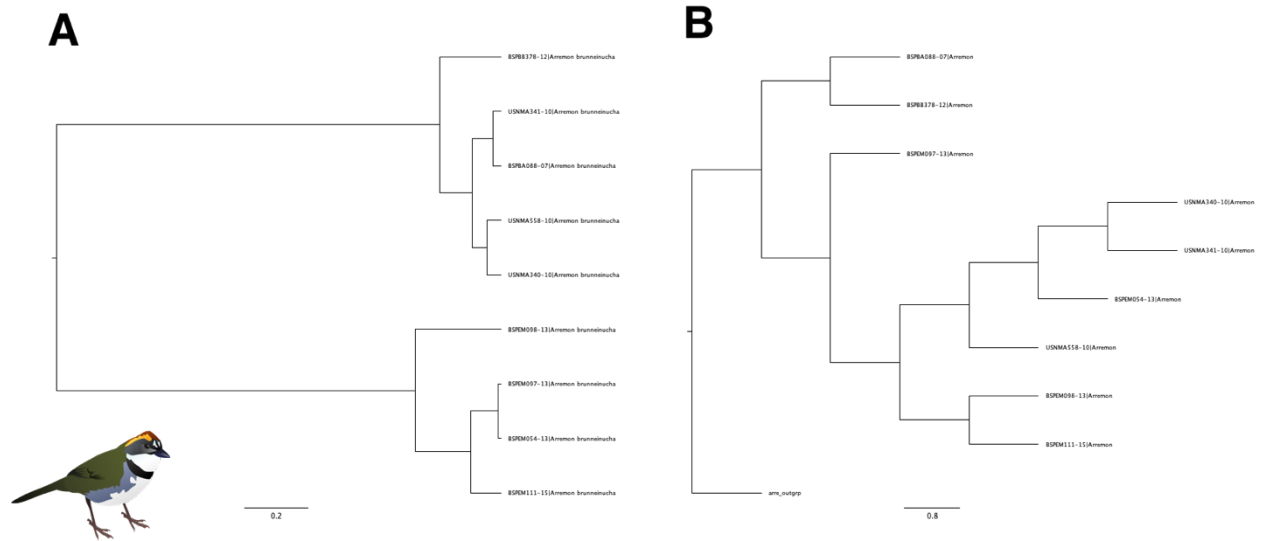 A
BSPBB378-12|Arremon brunneinucha
USNMA341-10|Arremon brunneinucha
BSPBA088-07|Arremon brunneinucha
USNMA558-10|Arremon brunneinucha
USNMA340-10|Arremon brunneinucha
BSPEM098-13|Arremon brunneinucha
BSPEM097-13|Arremon brunneinucha
BSPEM054-13|Arremon brunneinucha
BSPEM111-15|Arremon brunneinucha
0.2
B
BSPBA088-07|Arremon
BSPBB378-12|Arremon
BSPEM097-13|Arremon
USNMA340-10|Arremon
USNMA341-10|Arremon
BSPEM054-13|Arremon
USNMA558-10|Arremon
BSPEM098-13|Arremon
BSPEM111-15|Arremon
arre_outgrp
0.8